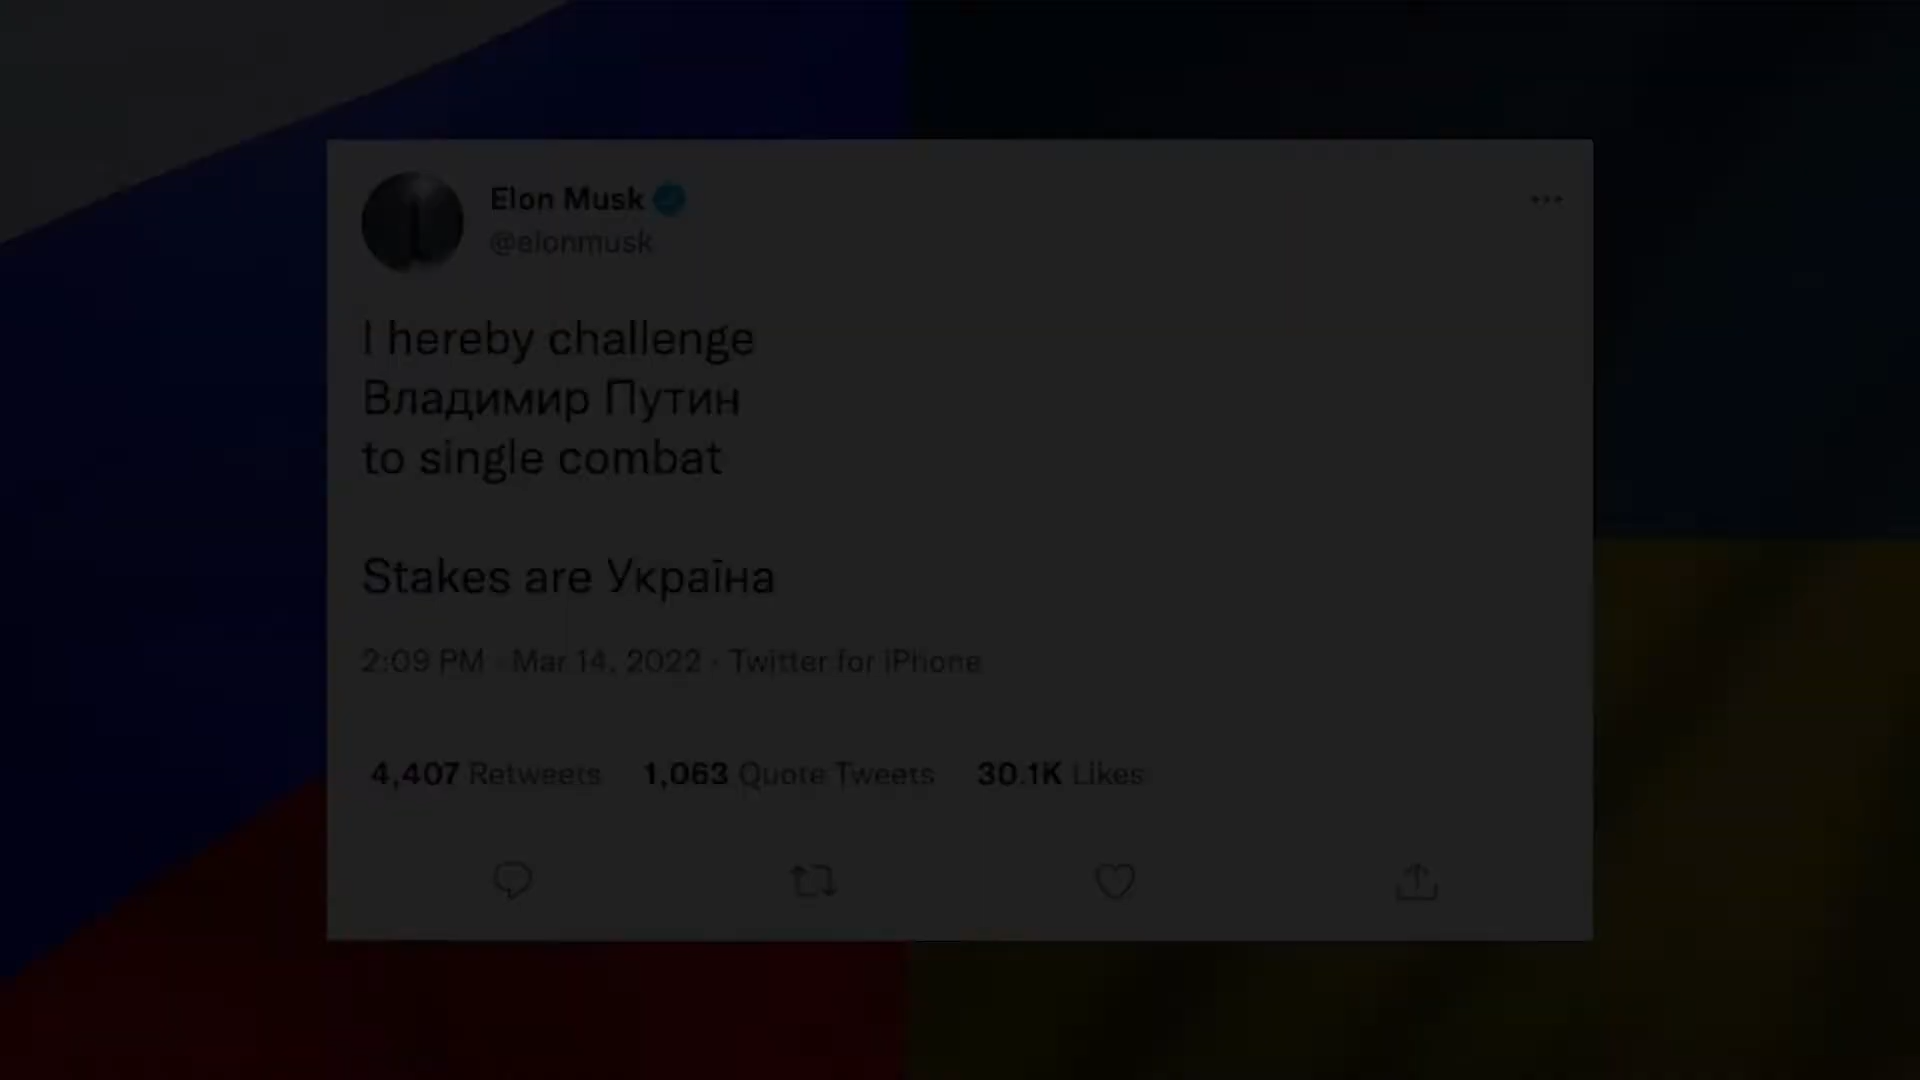 Elon Musk
@elonmusk
I hereby challenge
Владимир Путин
to single combat
Stakes are Україна
2:09 PM · Mar 14, 2022 · Twitter for iPhone
4,407 Retweets 1,063 Quote Tweets 30.1K Likes